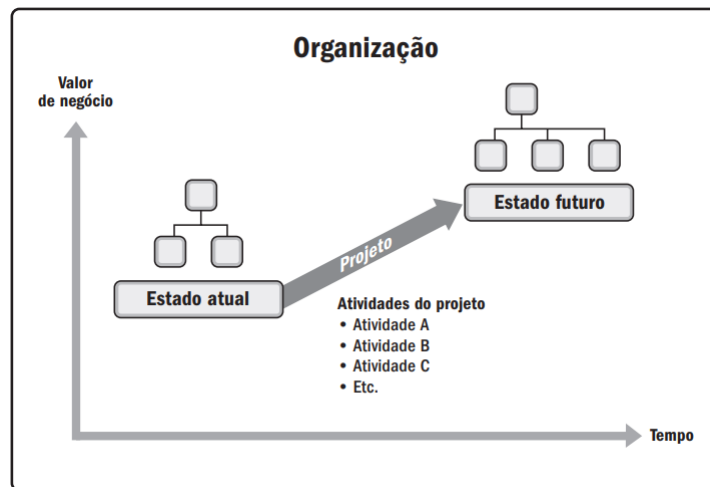 Organização
Valor
de negócio
Estado futuro
Projeto
Estado atual
Atividades do projeto
• Atividade A
• Atividade B
• Atividade C
• Etc.
Tempo